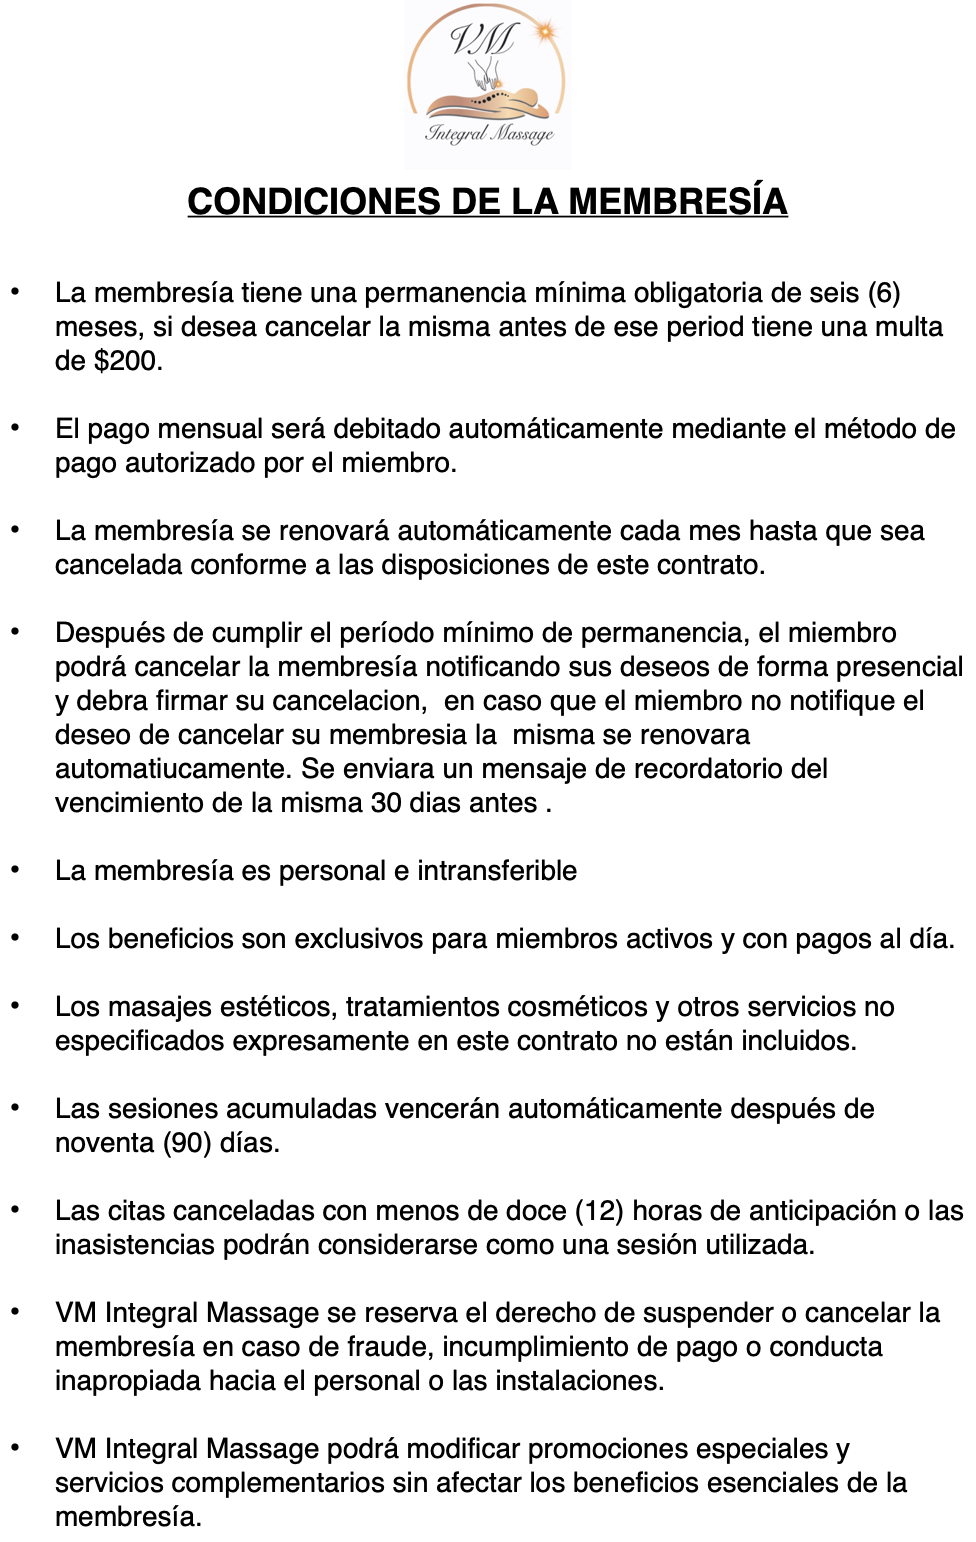 VM
Integral Massage
CONDICIONES DE LA MEMBRESÍA
• La membresía tiene una permanencia mínima obligatoria de seis (6)
meses, si desea cancelar la misma antes de ese period tiene una multa
de $200.
• El pago mensual será debitado automáticamente mediante el método de
pago autorizado por el miembro.
• La membresía se renovará automáticamente cada mes hasta que sea
cancelada conforme a las disposiciones de este contrato.
• Después de cumplir el período mínimo de permanencia, el miembro
podrá cancelar la membresía notificando sus deseos de forma presencial
y debra firmar su cancelacion,  en caso que el miembro no notifique el
deseo de cancelar su membresia la  misma se renovara
automatiucamente. Se enviara un mensaje de recordatorio del
vencimiento de la misma 30 dias antes .
• La membresía es personal e intransferible
• Los beneficios son exclusivos para miembros activos y con pagos al día.
• Los masajes estéticos, tratamientos cosméticos y otros servicios no
especificados expresamente en este contrato no están incluidos.
• Las sesiones acumuladas vencerán automáticamente después de
noventa (90) días.
• Las citas canceladas con menos de doce (12) horas de anticipación o las
inasistencias podrán considerarse como una sesión utilizada.
• VM Integral Massage se reserva el derecho de suspender o cancelar la
membresía en caso de fraude, incumplimiento de pago o conducta
inapropiada hacia el personal o las instalaciones.
• VM Integral Massage podrá modificar promociones especiales y
servicios complementarios sin afectar los beneficios esenciales de la
membresía.